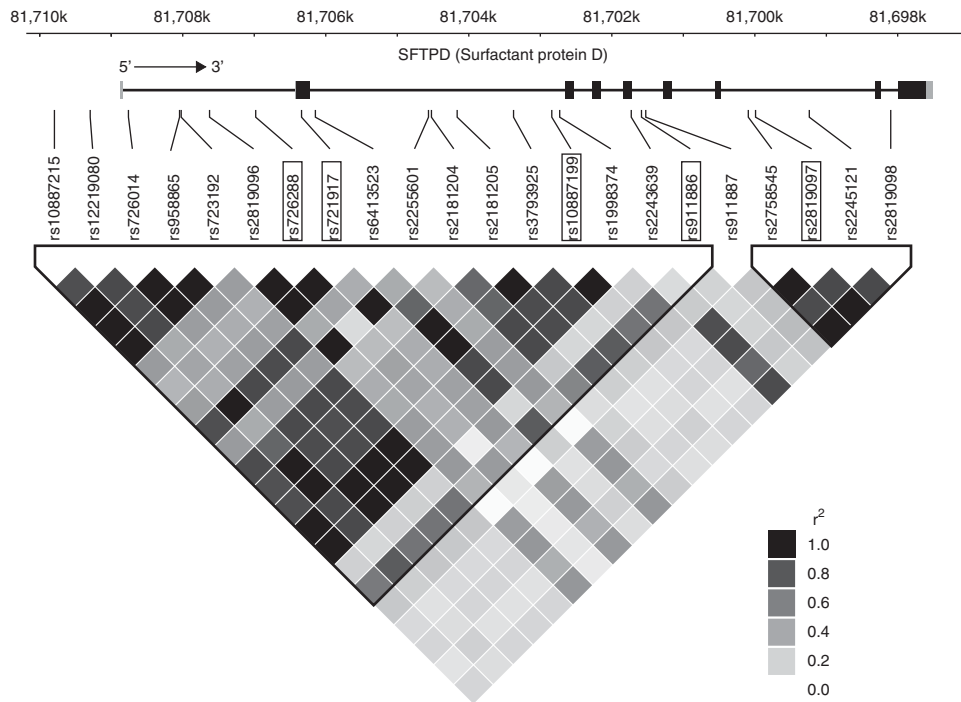 81,710k 81,708k 81,706k 81,704k 81,702k 81,700k 81,698k
SFTPD (Surfactant protein D)
5' 3'
rs10887215
rs12219080
rs726014
rs958865
rs723192
rs2819096
rs726288
rs721917
rs6413523
rs2255601
rs2181204
rs2181205
rs3793925
rs10887199
rs1998374
rs2243639
rs911886
rs911887
rs2758545
rs2819097
rs2245121
rs2819098
r²
1.0
0.8
0.6
0.4
0.2
0.0